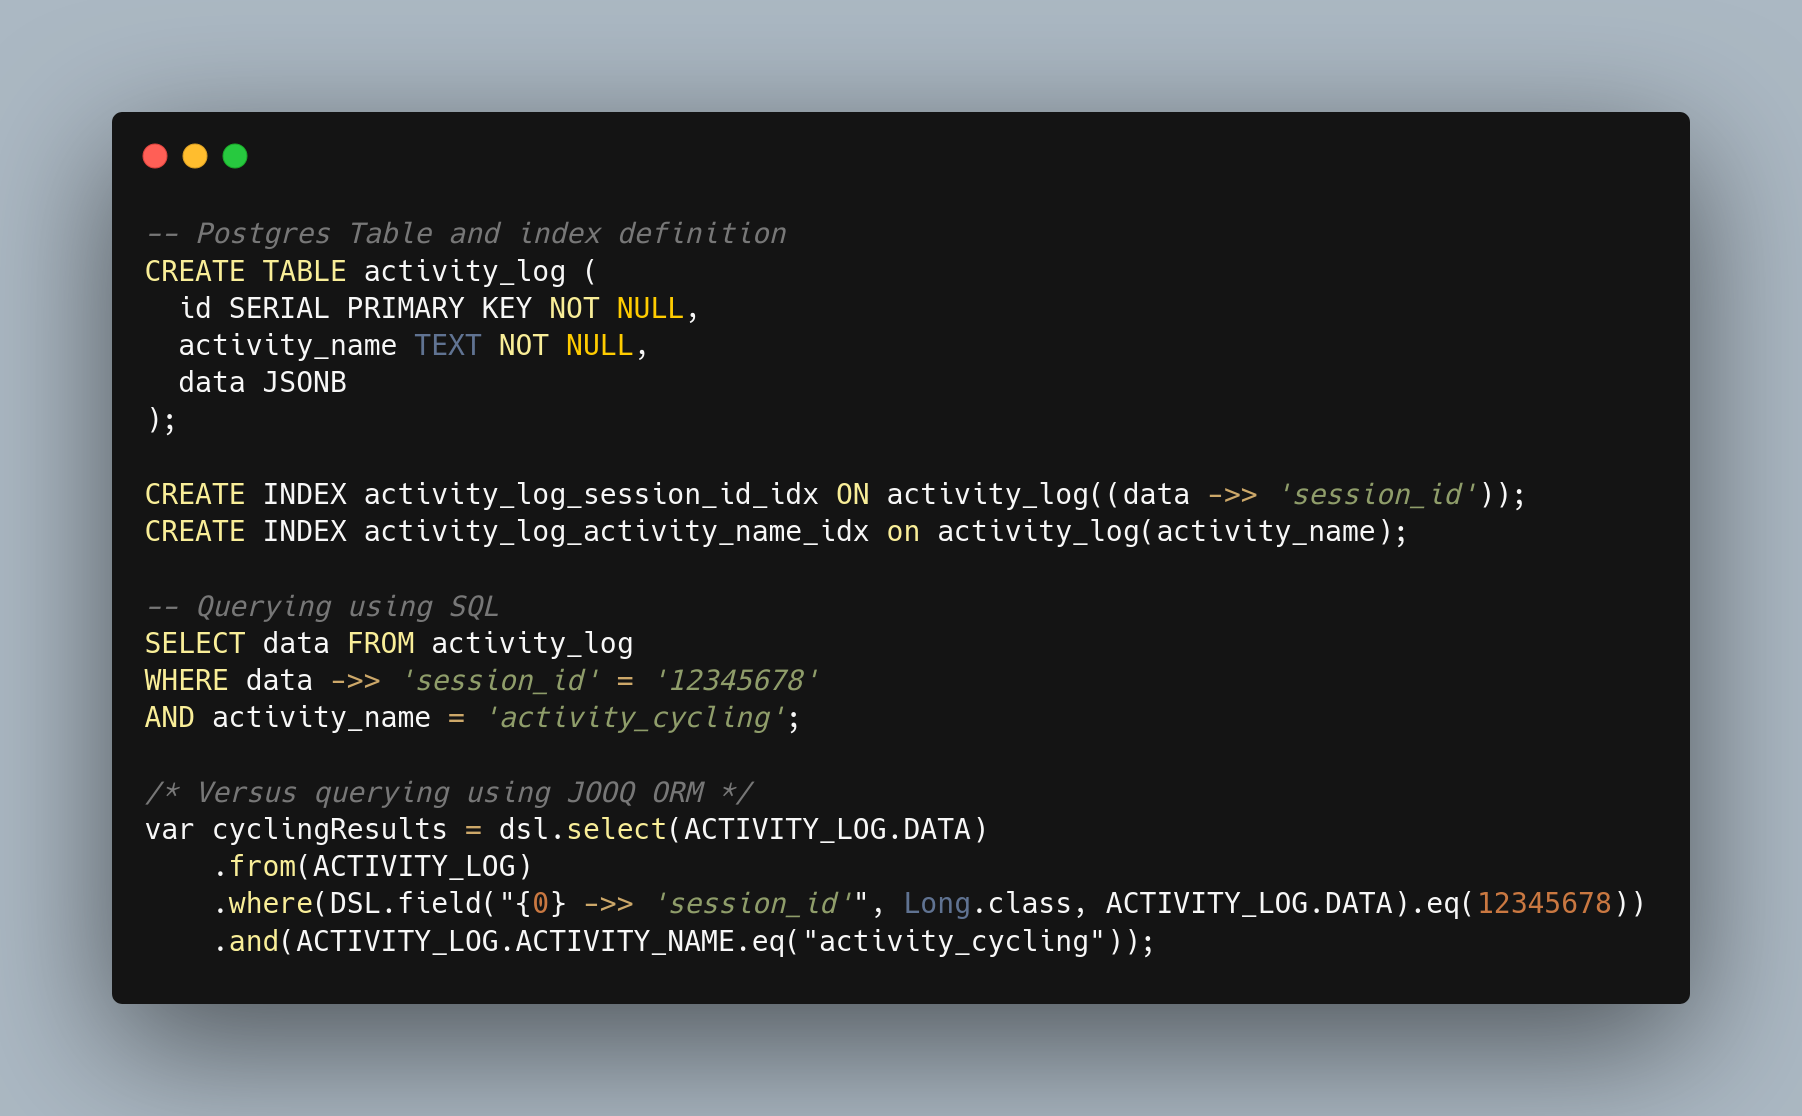 -- Postgres Table and index definition
CREATE TABLE activity_log (
  id SERIAL PRIMARY KEY NOT NULL,
  activity_name TEXT NOT NULL,
  data JSONB
);

CREATE INDEX activity_log_session_id_idx ON activity_log((data ->> 'session_id'));
CREATE INDEX activity_log_activity_name_idx on activity_log(activity_name);

-- Querying using SQL
SELECT data FROM activity_log
WHERE data ->> 'session_id' = '12345678'
AND activity_name = 'activity_cycling';

/* Versus querying using JOOQ ORM */
var cyclingResults = dsl.select(ACTIVITY_LOG.DATA)
    .from(ACTIVITY_LOG)
    .where(DSL.field("{0} ->> 'session_id'", Long.class, ACTIVITY_LOG.DATA).eq(12345678))
    .and(ACTIVITY_LOG.ACTIVITY_NAME.eq("activity_cycling"));